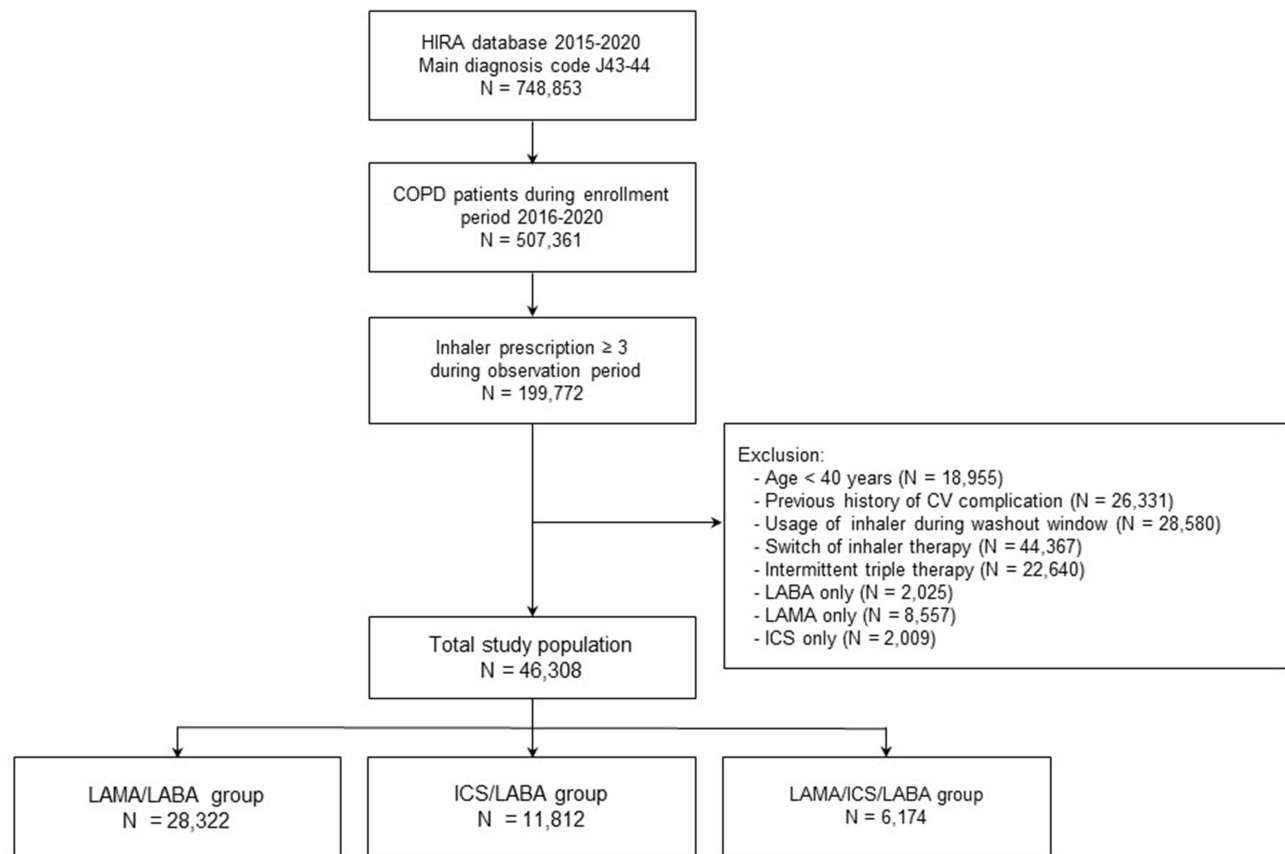 HIRA database 2015-2020
Main diagnosis code J43-44
N = 748,853
COPD patients during enrollment
period 2016-2020
N = 507,361
Inhaler prescription ≥ 3
during observation period
N = 199,772
Exclusion:
- Age < 40 years (N = 18,955)
- Previous history of CV complication (N = 26,331)
- Usage of inhaler during washout window (N = 28,580)
- Switch of inhaler therapy (N = 44,367)
- Intermittent triple therapy (N = 22,640)
- LABA only (N = 2,025)
- LAMA only (N = 8,557)
- ICS only (N = 2,009)
Total study population
N = 46,308
LAMA/LABA group
N = 28,322
ICS/LABA group
N = 11,812
LAMA/ICS/LABA group
N = 6,174